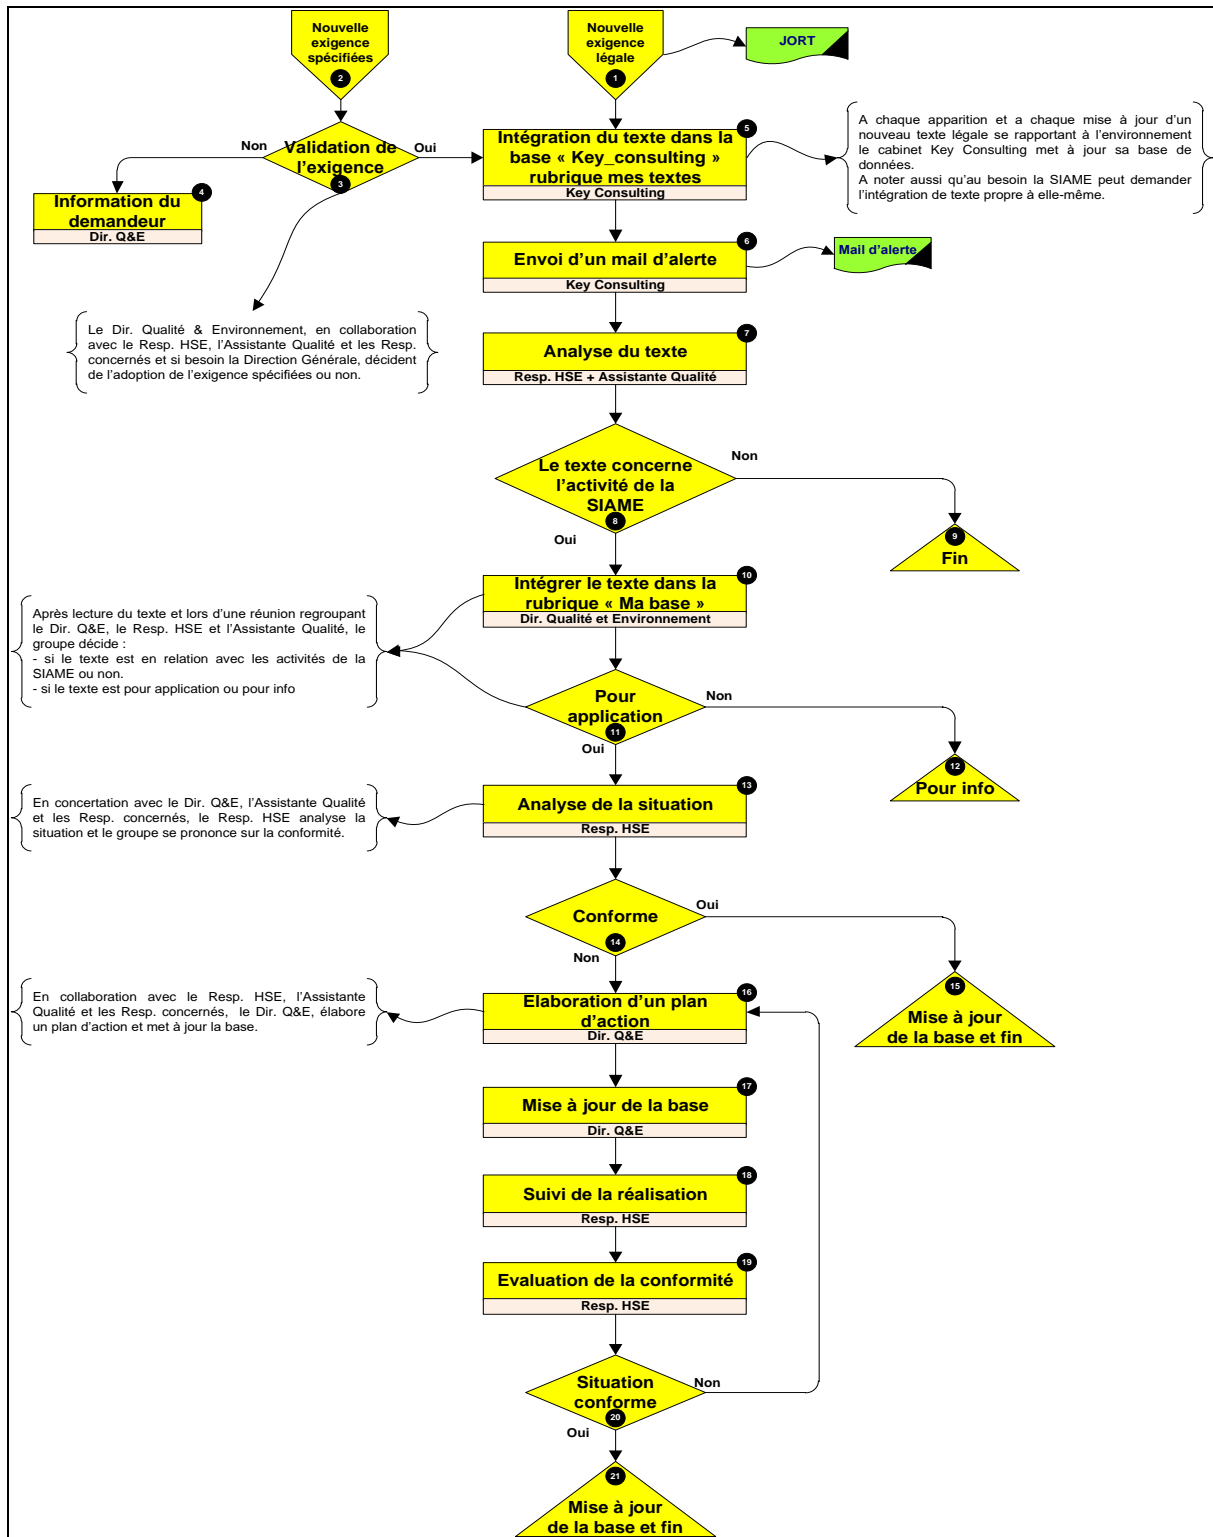 Nouvelle
exigence
spécifiées
2
Nouvelle
exigence
légale
1
JORT
Non
Validation de
l'exigence
3
Oui
Intégration du texte dans la
base « Key_consulting »
rubrique mes textes
5
Key Consulting
A chaque apparition et a chaque mise à jour d'un
nouveau texte légale se rapportant à l'environnement
le cabinet Key Consulting met à jour sa base de
données.
A noter aussi qu'au besoin la SIAME peut demander
l'intégration de texte propre à elle-même.
4
Information du
demandeur
Dir. Q&E
6
Envoi d'un mail d'alerte
Key Consulting
Mail d'alerte
Le Dir. Qualité & Environnement, en collaboration
avec le Resp. HSE, l'Assistante Qualité et les Resp.
concernés et si besoin la Direction Générale, décident
de l'adoption de l'exigence spécifiées ou non.
7
Analyse du texte
Resp. HSE + Assistante Qualité
Le texte concerne
l'activité de la
SIAME
8
Non
Oui
9
Fin
10
Intégrer le texte dans la
rubrique « Ma base »
Dir. Qualité et Environnement
Après lecture du texte et lors d'une réunion regroupant
le Dir. Q&E, le Resp. HSE et l'Assistante Qualité, le
groupe décide :
- si le texte est en relation avec les activités de la
SIAME ou non.
- si le texte est pour application ou pour info
Pour
application
11
Non
Oui
12
Pour info
13
Analyse de la situation
Resp. HSE
En concertation avec le Dir. Q&E, l'Assistante Qualité
et les Resp. concernés, le Resp. HSE analyse la
situation et le groupe se prononce sur la conformité.
Conforme
14
Oui
Non
15
Mise à jour
de la base et fin
16
Elaboration d'un plan
d'action
Dir. Q&E
En collaboration avec le Resp. HSE, l'Assistante
Qualité et les Resp. concernés, le Dir. Q&E, élabore
un plan d'action et met à jour la base.
17
Mise à jour de la base
Dir. Q&E
18
Suivi de la réalisation
Resp. HSE
19
Evaluation de la conformité
Resp. HSE
Situation
conforme
20
Non
Oui
21
Mise à jour
de la base et fin